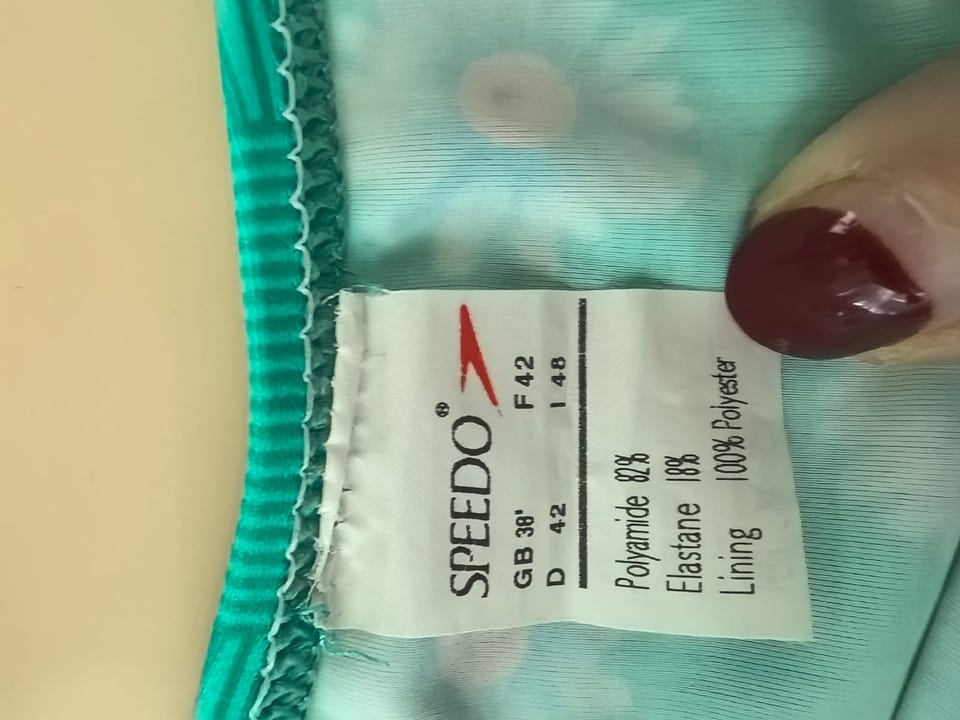 SPEEDO®
GB 38' F 42
D 42 I 48
Polyamide 82%
Elastane 18%
Lining 100% Polyester